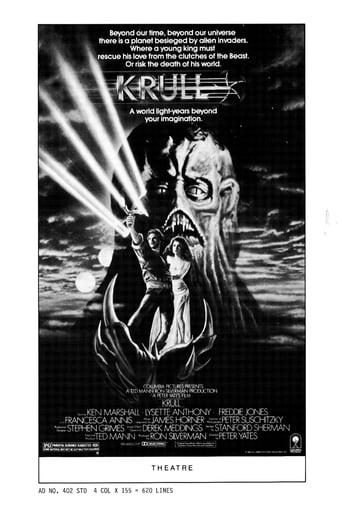 Beyond our time, beyond our universe
there is a planet besieged by alien invaders.
Where a young king must
rescue his love from the clutches of the Beast.
Or risk the death of his world.
KRULL
A world light-years beyond
your imagination.
COLUMBIA PICTURES PRESENTS
A TED MANN-RON SILVERMAN PRODUCTION
A PETER YATES FILM
KRULL
KEN MARSHALL LYSETTE ANTHONY FREDDIE JONES
FRANCESCA ANNIS JAMES HORNER PETER SUSCHITZKY
STEPHEN GRIMES DEREK MEDDINGS STANFORD SHERMAN
TED MANN RON SILVERMAN PETER YATES
PG
DOLBY STEREO
THEATRE
AD NO. 402 STD 4 COL X 155 = 620 LINES